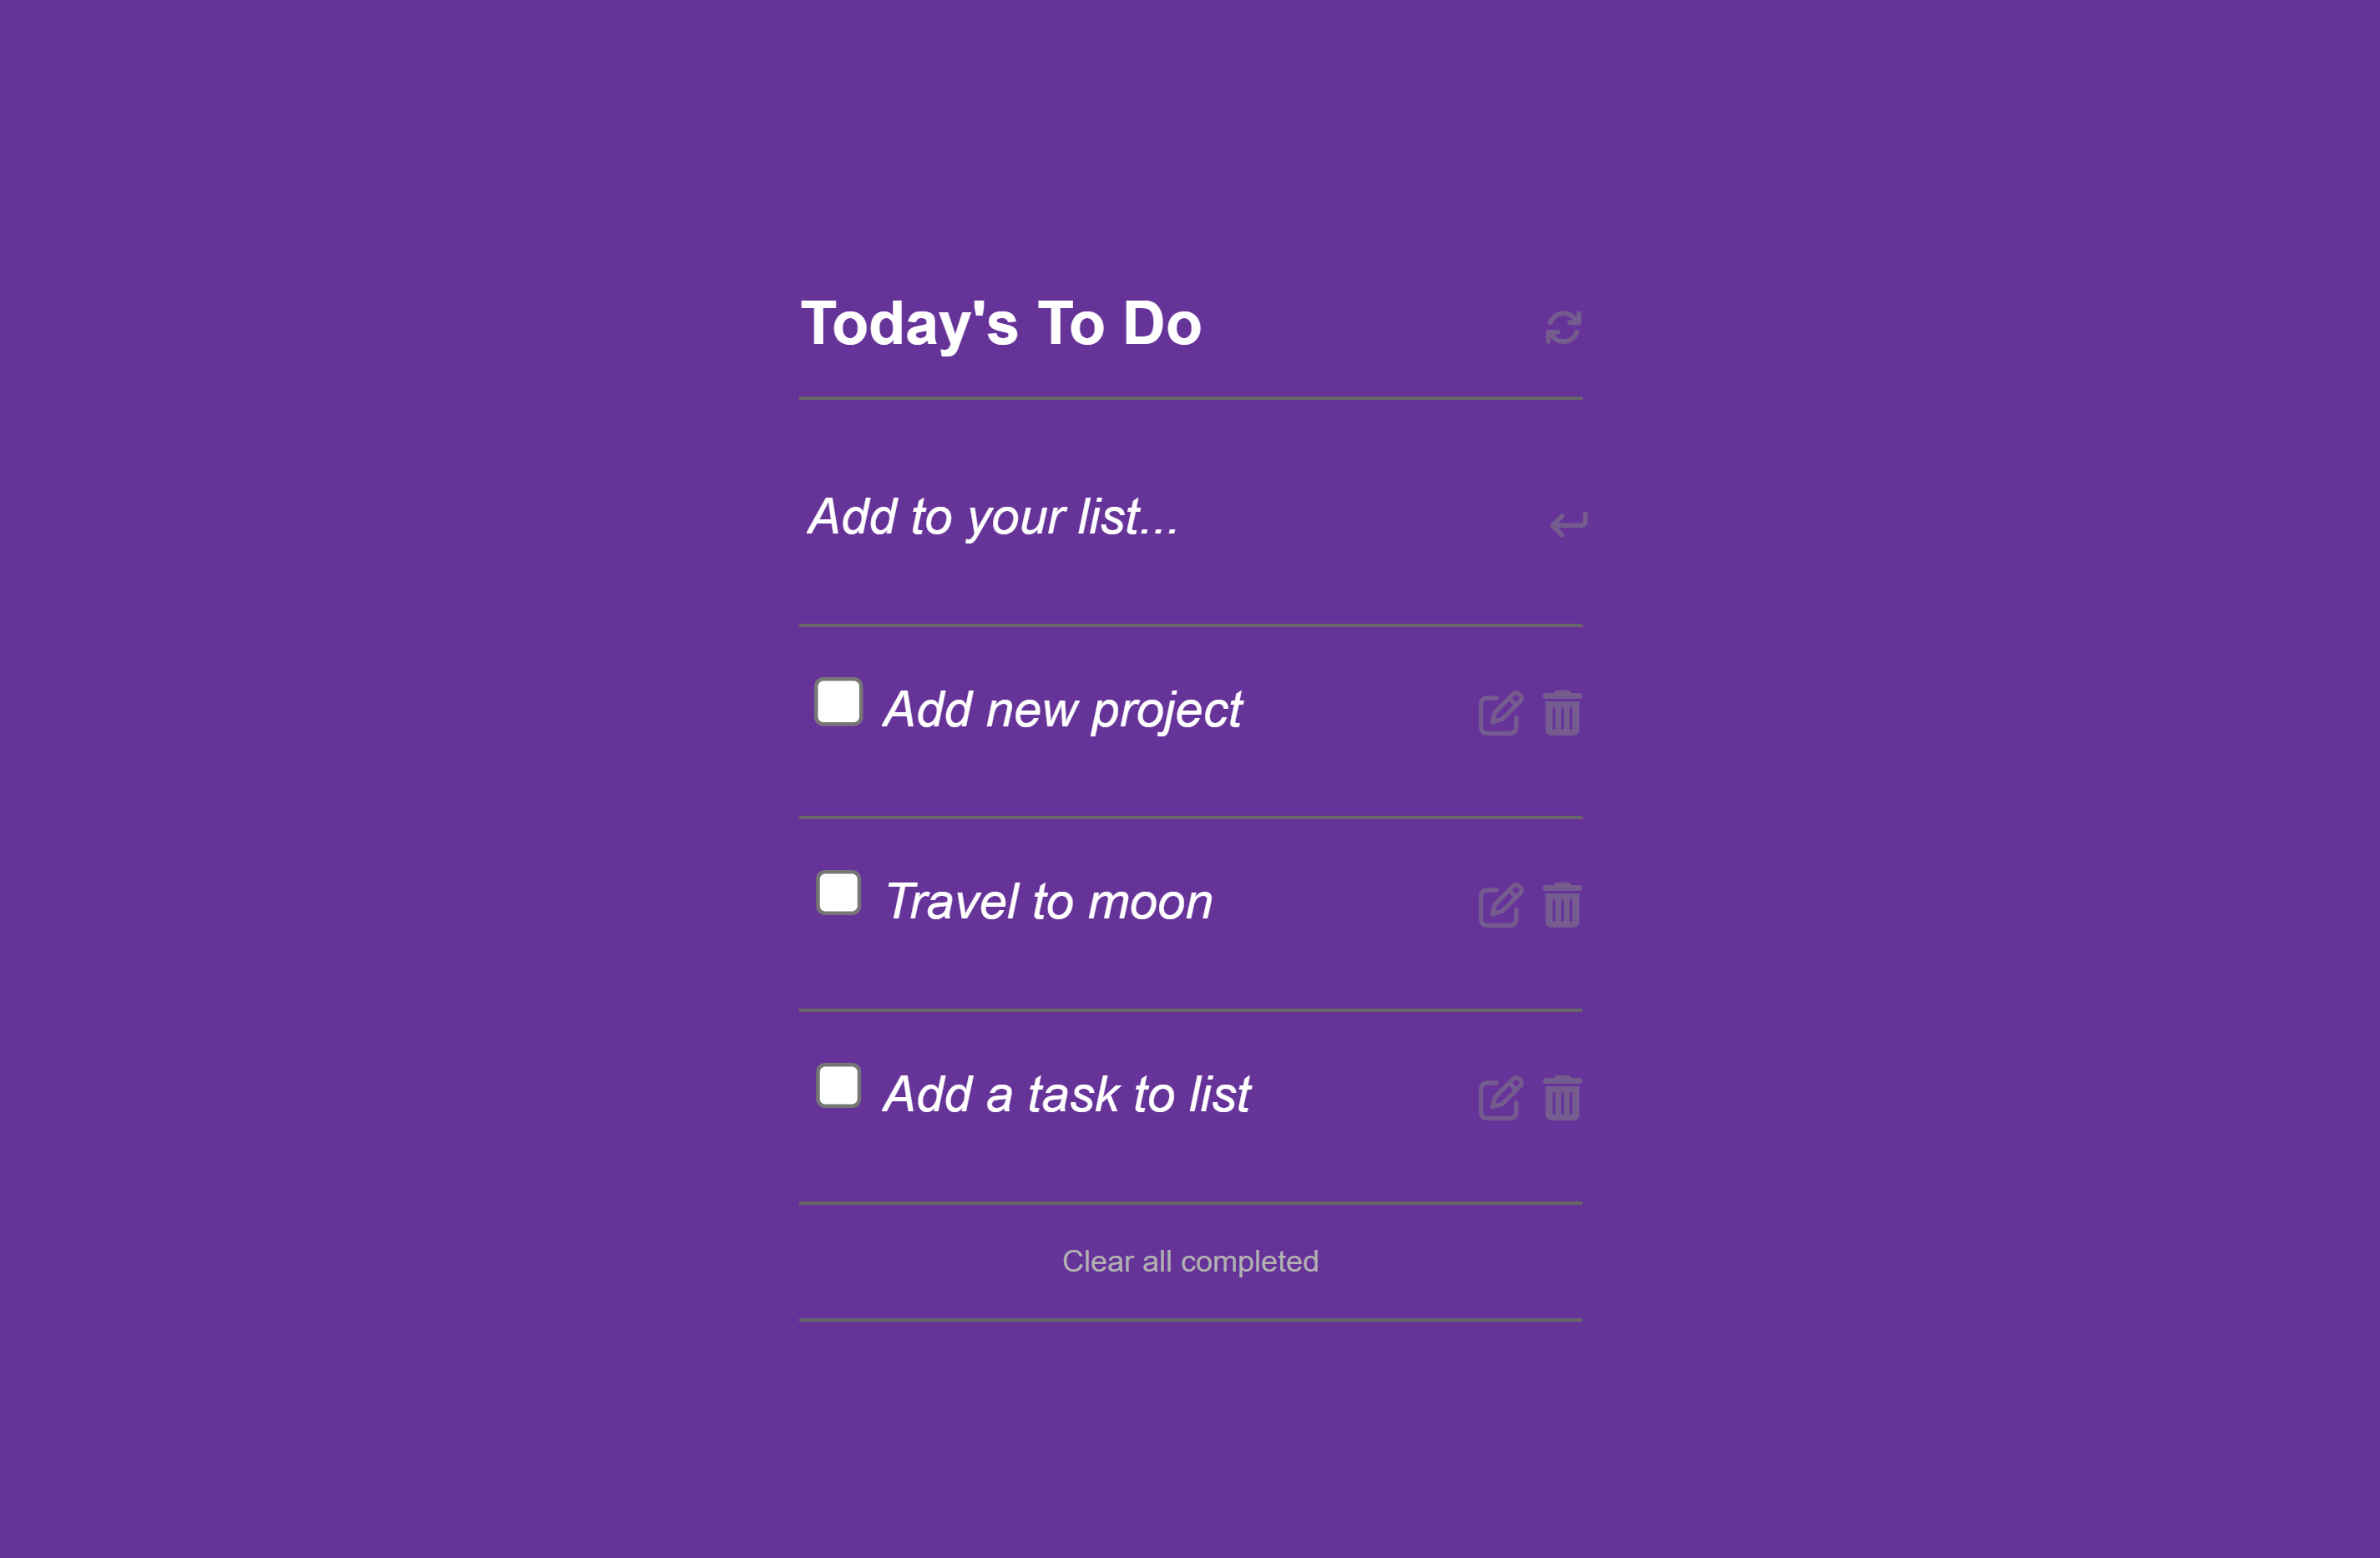 Today's To Do
Add to your list...
Add new project
Travel to moon
Add a task to list
Clear all completed